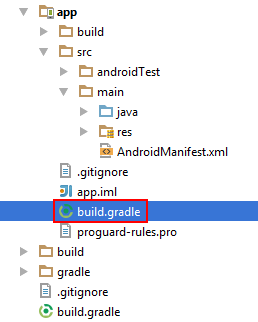 app
build
src
androidTest
main
java
res
AndroidManifest.xml
.gitignore
app.iml
build.gradle
proguard-rules.pro
build
gradle
.gitignore
build.gradle